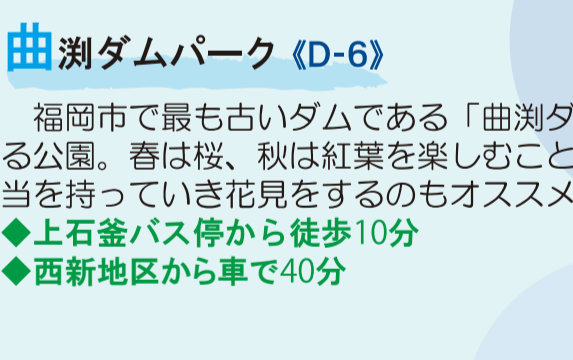 曲渕ダムパーク《D-6》
福岡市で最も古いダムである「曲渕ダ
る公園。春は桜、秋は紅葉を楽しむこと
当を持っていき花見をするのもオススメ
◆上石釜バス停から徒歩10分
◆西新地区から車で40分